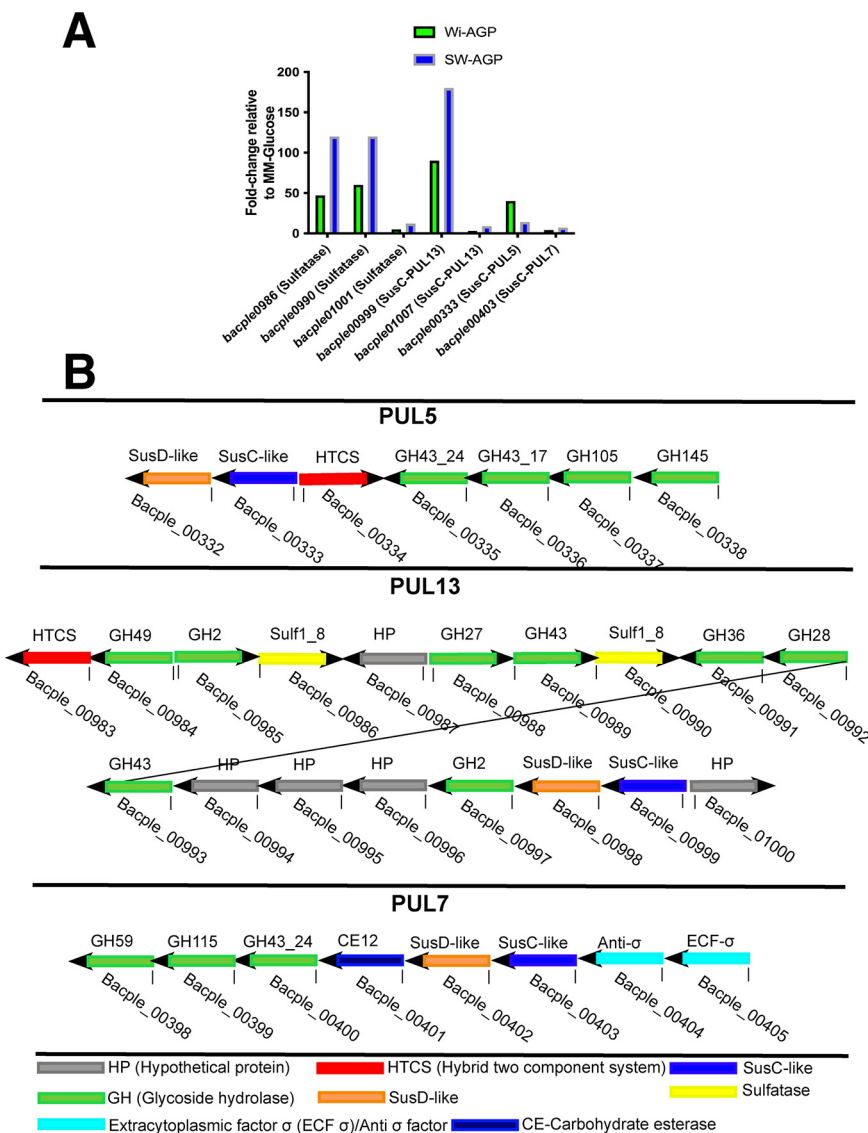 A
Wi-AGP
SW-AGP
Fold-change relative
to MM-Glucose
200
150
100
50
0
bacple0986 (Sulfatase)
bacple0990 (Sulfatase)
bacple01001 (Sulfatase)
bacple00999 (SusC-PUL13)
bacple01007 (SusC-PUL13)
bacple00333 (SusC-PUL5)
bacple00403 (SusC-PUL7)
B
PUL5
SusD-like SusC-like HTCS GH43_24 GH43_17 GH105 GH145
Bacple_00332 Bacple_00333 Bacple_00334 Bacple_00335 Bacple_00336 Bacple_00337 Bacple_00338
PUL13
HTCS GH49 GH2 Sulf1_8 HP GH27 GH43 Sulf1_8 GH36 GH28
Bacple_00983 Bacple_00984 Bacple_00985 Bacple_00986 Bacple_00987 Bacple_00988 Bacple_00989 Bacple_00990 Bacple_00991 Bacple_00992
GH43 HP HP HP GH2 SusD-like SusC-like HP
Bacple_00993 Bacple_00994 Bacple_00995 Bacple_00996 Bacple_00997 Bacple_00998 Bacple_00999 Bacple_01000
PUL7
GH59 GH115 GH43_24 CE12 SusD-like SusC-like Anti-σ ECF-σ
Bacple_00398 Bacple_00399 Bacple_00400 Bacple_00401 Bacple_00402 Bacple_00403 Bacple_00404 Bacple_00405
HP (Hypothetical protein) HTCS (Hybrid two component system) SusC-like
GH (Glycoside hydrolase) SusD-like Sulfatase
Extracytoplasmic factor σ (ECF σ)/Anti σ factor CE-Carbohydrate esterase